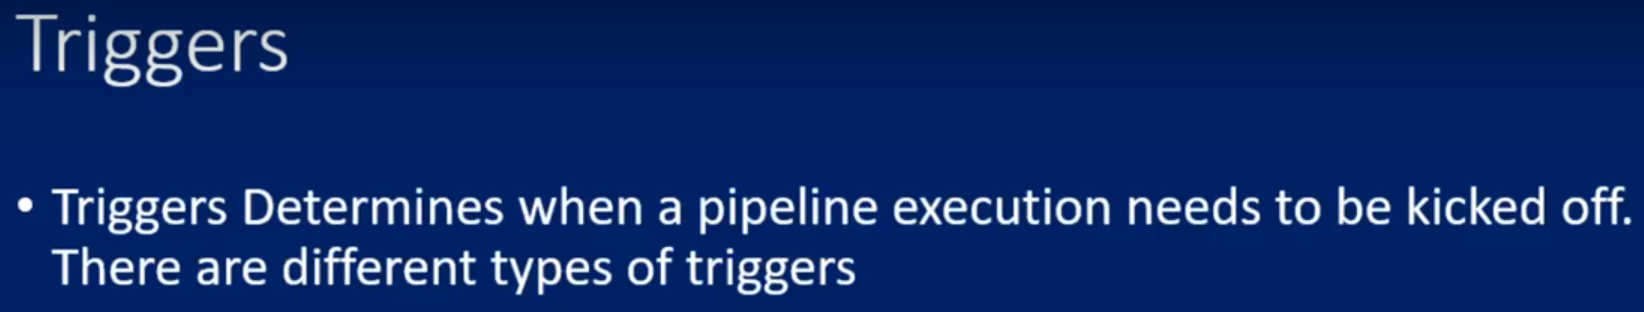 Triggers
• Triggers Determines when a pipeline execution needs to be kicked off.
There are different types of triggers